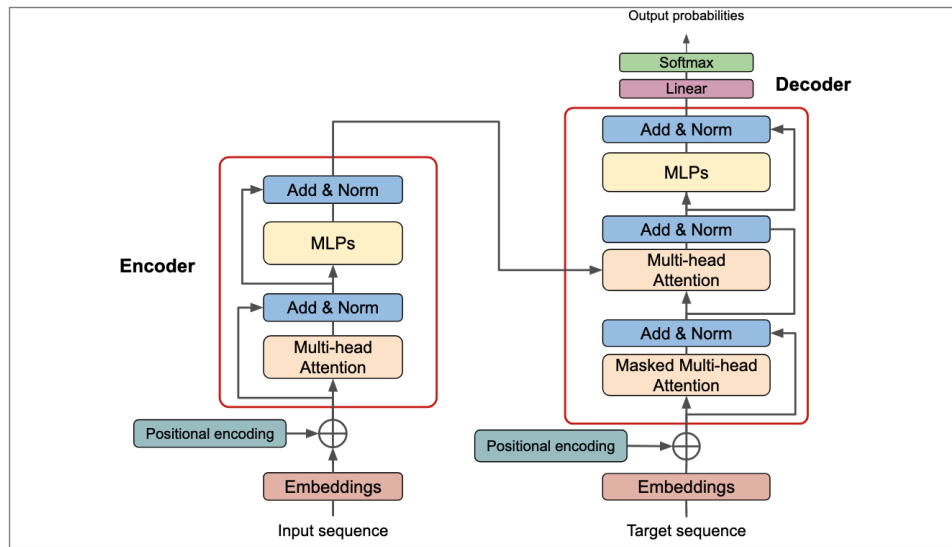 Output probabilities
Softmax
Linear
Decoder
Add & Norm
MLPs
Add & Norm
Multi-head
Attention
Add & Norm
Masked Multi-head
Attention
Positional encoding
Embeddings
Target sequence
Encoder
Add & Norm
MLPs
Add & Norm
Multi-head
Attention
Positional encoding
Embeddings
Input sequence